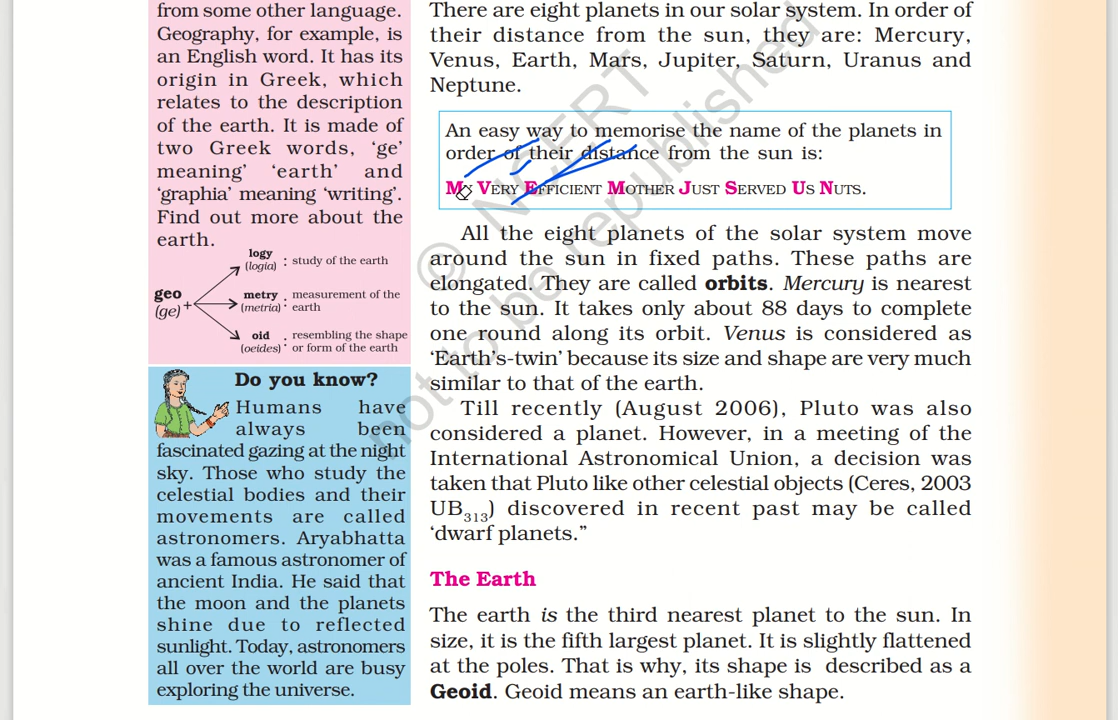 from some other language.
Geography, for example, is
an English word. It has its
origin in Greek, which
relates to the description
of the earth. It is made of
two Greek words, ‘ge’
meaning ‘earth’ and
‘graphia’ meaning ‘writing’.
Find out more about the
earth.
geo
(ge)
+
logy
(logia)
: study of the earth
metry
(metria)
: measurement of the
earth
oid
(oeides)
: resembling the shape
or form of the earth
Do you know?
Humans have
always been
fascinated gazing at the night
sky. Those who study the
celestial bodies and their
movements are called
astronomers. Aryabhatta
was a famous astronomer of
ancient India. He said that
the moon and the planets
shine due to reflected
sunlight. Today, astronomers
all over the world are busy
exploring the universe.
There are eight planets in our solar system. In order of
their distance from the sun, they are: Mercury,
Venus, Earth, Mars, Jupiter, Saturn, Uranus and
Neptune.
An easy way to memorise the name of the planets in
order of their distance from the sun is:
MY VERY EFFICIENT MOTHER JUST SERVED US NUTS.
All the eight planets of the solar system move
around the sun in fixed paths. These paths are
elongated. They are called orbits. Mercury is nearest
to the sun. It takes only about 88 days to complete
one round along its orbit. Venus is considered as
‘Earth’s-twin’ because its size and shape are very much
similar to that of the earth.
Till recently (August 2006), Pluto was also
considered a planet. However, in a meeting of the
International Astronomical Union, a decision was
taken that Pluto like other celestial objects (Ceres, 2003
UB313) discovered in recent past may be called
‘dwarf planets.”
The Earth
The earth is the third nearest planet to the sun. In
size, it is the fifth largest planet. It is slightly flattened
at the poles. That is why, its shape is described as a
Geoid. Geoid means an earth-like shape.
© NCERT
not to be republished